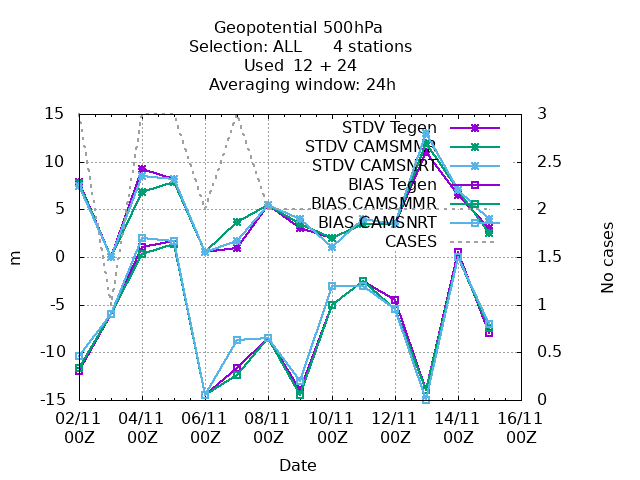 Geopotential 500hPa
Selection: ALL 4 stations
Used 12 + 24
Averaging window: 24h
STDV Tegen
STDV CAMSMMR
STDV CAMSNRT
BIAS Tegen
BIAS CAMSMMR
BIAS CAMSNRT
CASES
15
10
5
0
-5
-10
-15
m
3
2.5
2
1.5
1
0.5
0
No cases
02/11 04/11 06/11 08/11 10/11 12/11 14/11 16/11
00Z 00Z 00Z 00Z 00Z 00Z 00Z 00Z
Date